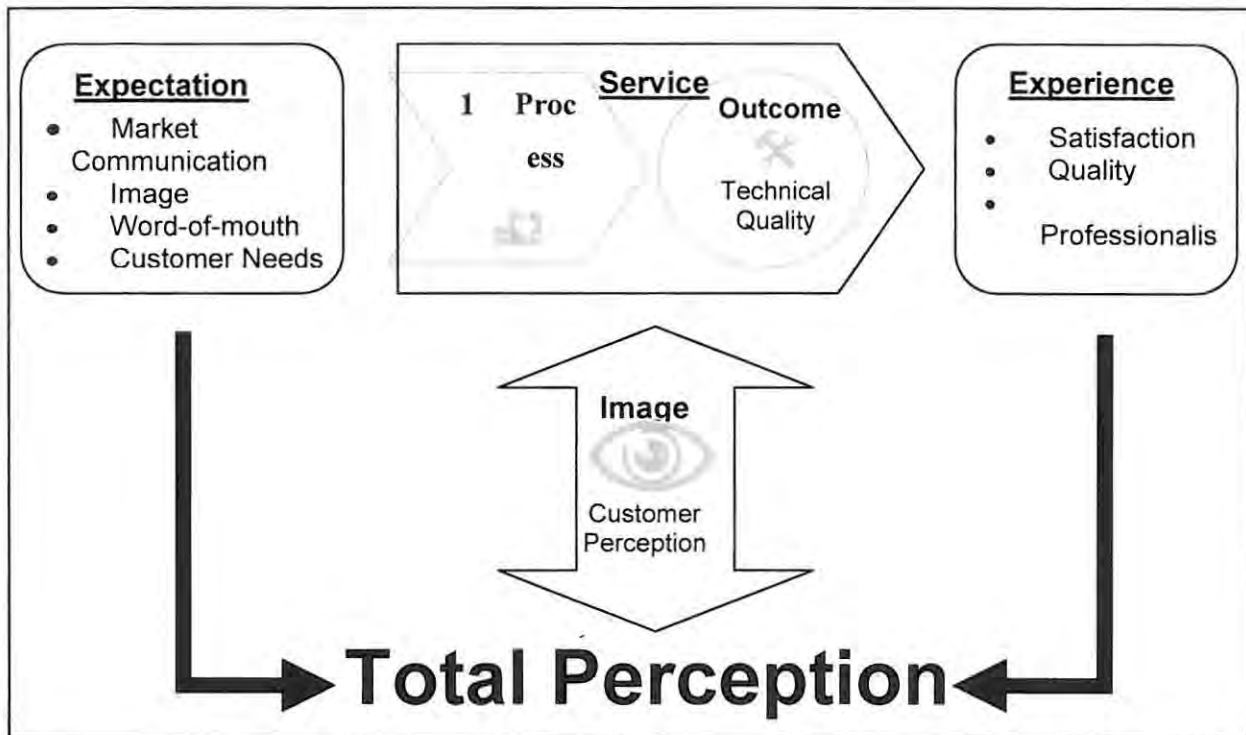 Expectation
• Market
Communication
• Image
• Word-of-mouth
• Customer Needs
Service
1 Proc
ess
Outcome
Technical
Quality
Experience
• Satisfaction
• Quality
•
Professionalis
Image
Customer
Perception
Total Perception